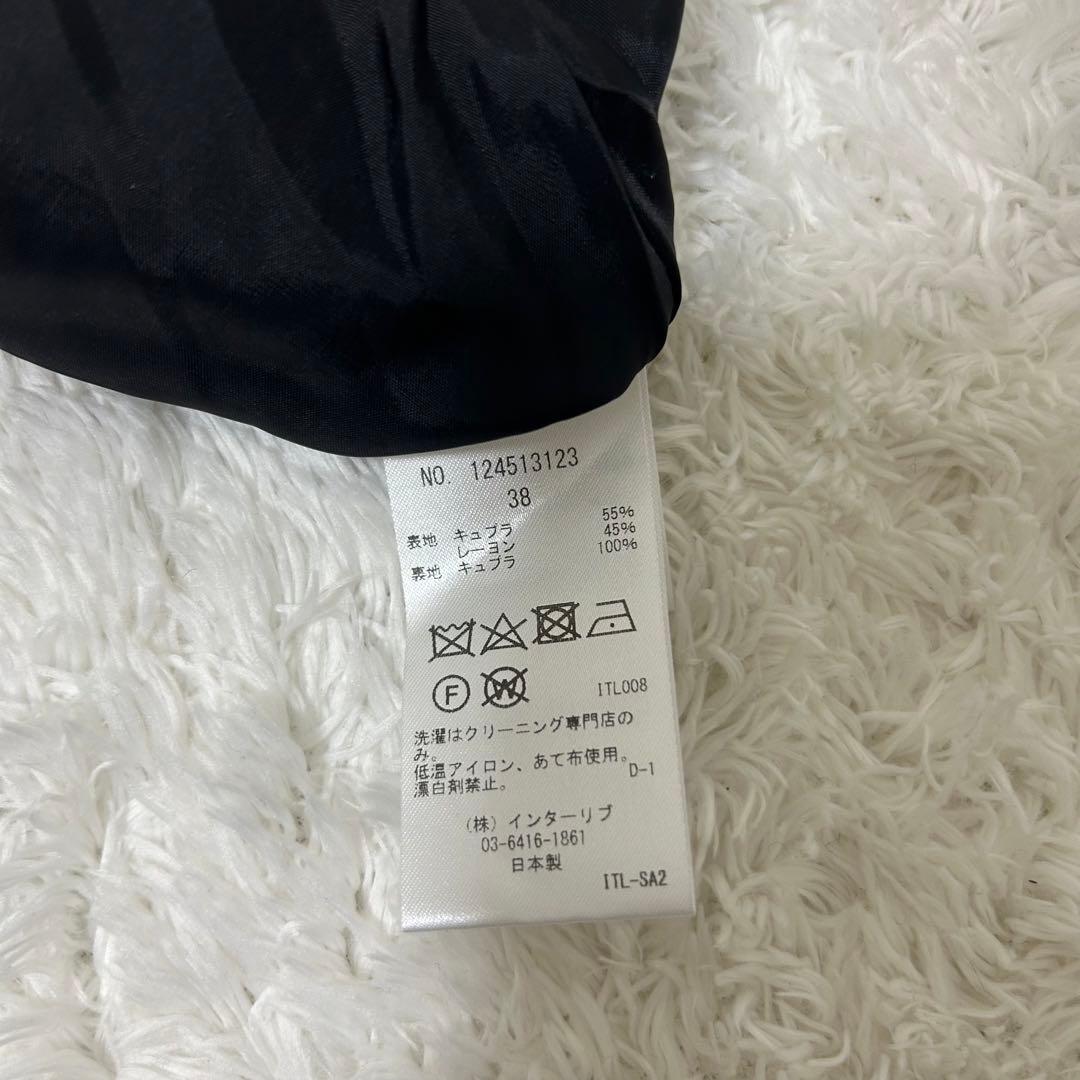 NO. 124513123
38
表地 キュプラ 55%
レーヨン 45%
裏地 キュプラ 100%
F W
ITL008
洗濯はクリーニング専門店の
み。
低温アイロン、あて布使用。
漂白剤禁止。 D-1
(株) インターリブ
03-6416-1861
日本製
ITL-SA2